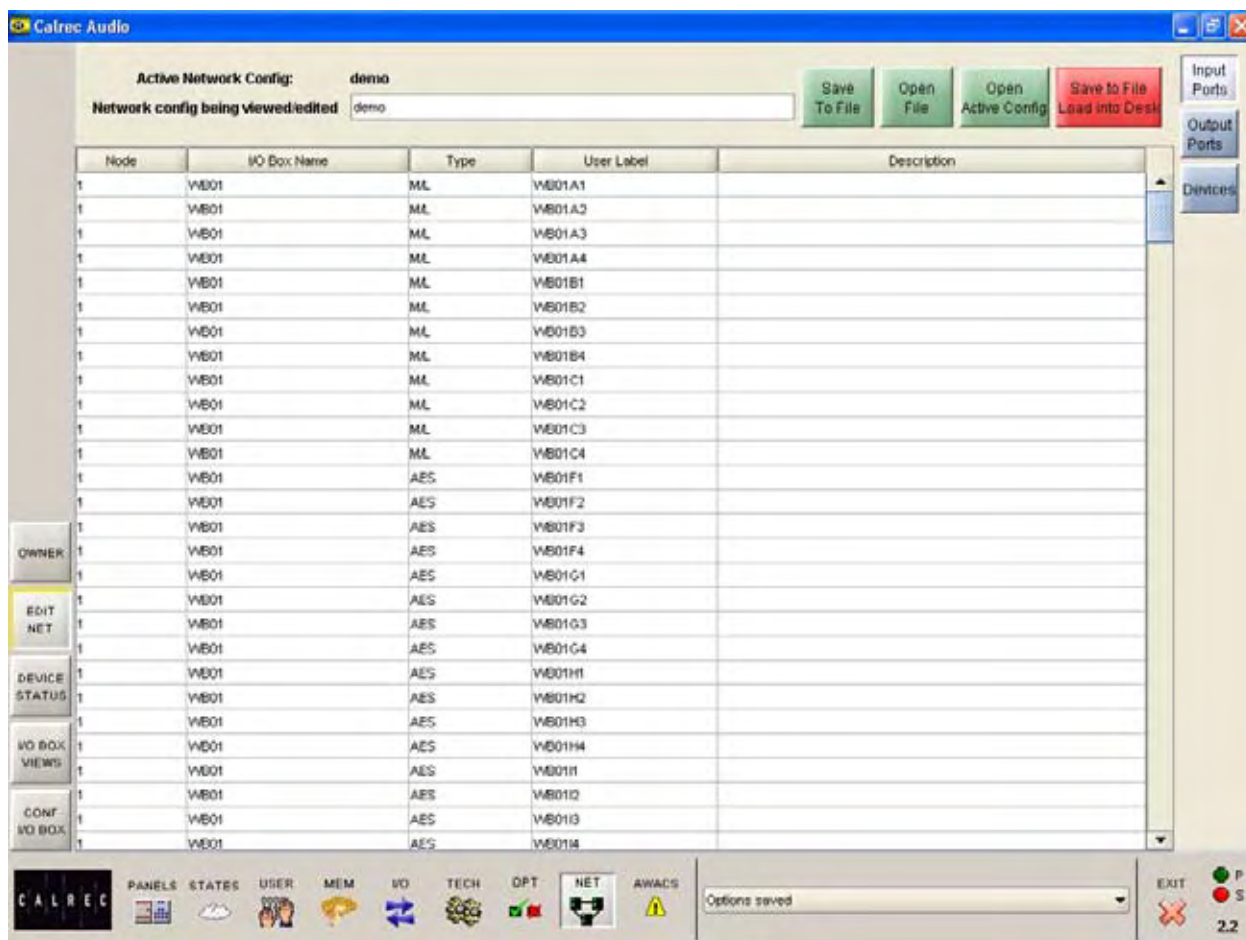 Calrec Audio
Active Network Config: demo
Network config being viewed/edited demo
Save To File
Open File
Open Active Config
Save to File Load into Desk
Input Ports
Output Ports
Devices
Node I/O Box Name Type User Label Description
1 WB01 M/L WB01A1
1 WB01 M/L WB01A2
1 WB01 M/L WB01A3
1 WB01 M/L WB01A4
1 WB01 M/L WB01B1
1 WB01 M/L WB01B2
1 WB01 M/L WB01B3
1 WB01 M/L WB01B4
1 WB01 M/L WB01C1
1 WB01 M/L WB01C2
1 WB01 M/L WB01C3
1 WB01 M/L WB01C4
1 WB01 AES WB01F1
1 WB01 AES WB01F2
1 WB01 AES WB01F3
1 WB01 AES WB01F4
1 WB01 AES WB01G1
1 WB01 AES WB01G2
1 WB01 AES WB01G3
1 WB01 AES WB01G4
1 WB01 AES WB01H1
1 WB01 AES WB01H2
1 WB01 AES WB01H3
1 WB01 AES WB01H4
1 WB01 AES WB01I1
1 WB01 AES WB01I2
1 WB01 AES WB01I3
1 WB01 AES WB01I4
OWNER
EDIT NET
DEVICE STATUS
I/O BOX VIEWS
CONF I/O BOX
CALREC
PANELS STATES USER MEM I/O TECH OPT NET AWACS
Options saved
EXIT
P
S
2.2